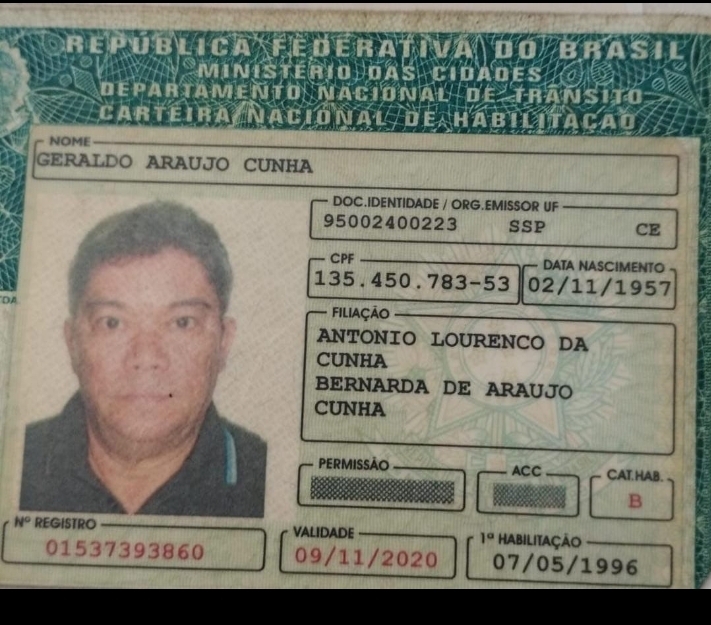 REPÚBLICA FEDERATIVA DO BRASIL
MINISTÉRIO DAS CIDADES
DEPARTAMENTO NACIONAL DE TRÂNSITO
CARTEIRA NACIONAL DE HABILITAÇÃO
NOME
GERALDO ARAUJO CUNHA
DOC.IDENTIDADE / ORG.EMISSOR UF
95002400223 SSP CE
CPF DATA NASCIMENTO
135.450.783-53 02/11/1957
FILIAÇÃO
ANTONIO LOURENCO DA
CUNHA
BERNARDA DE ARAUJO
CUNHA
PERMISSÃO ACC CAT.HAB.
B
Nº REGISTRO VALIDADE 1ª HABILITAÇÃO
01537393860 09/11/2020 07/05/1996